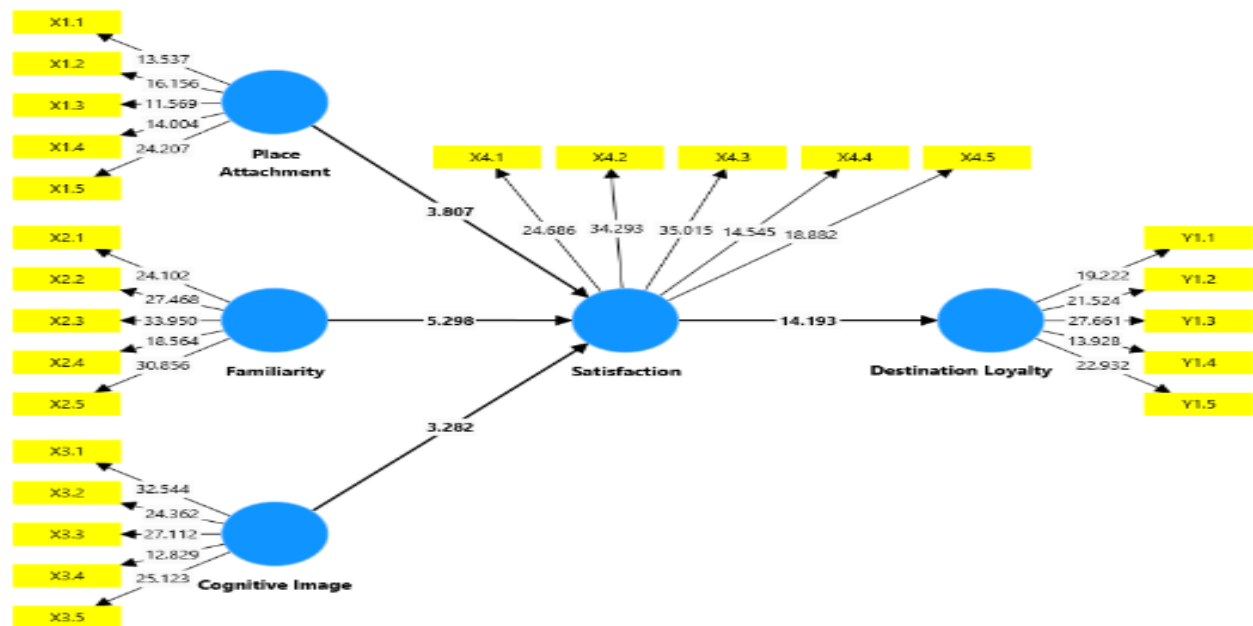 X1.1
13.537
X1.2
16.156
X1.3
11.569
X1.4
14.004
24.207
X1.5
Place
Attachment
3.807
X4.1
X4.2
X4.3
X4.4
X4.5
24.686
34.293
35.015
14.545
18.882
X2.1
24.102
X2.2
27.468
X2.3
33.950
18.564
X2.4
30.856
X2.5
Familiarity
5.298
Satisfaction
14.193
Destination Loyalty
Y1.1
19.222
Y1.2
21.524
27.661
Y1.3
13.928
Y1.4
22.932
Y1.5
3.282
X3.1
32.544
X3.2
24.362
X3.3
27.112
12.829
X3.4
25.123
X3.5
Cognitive Image